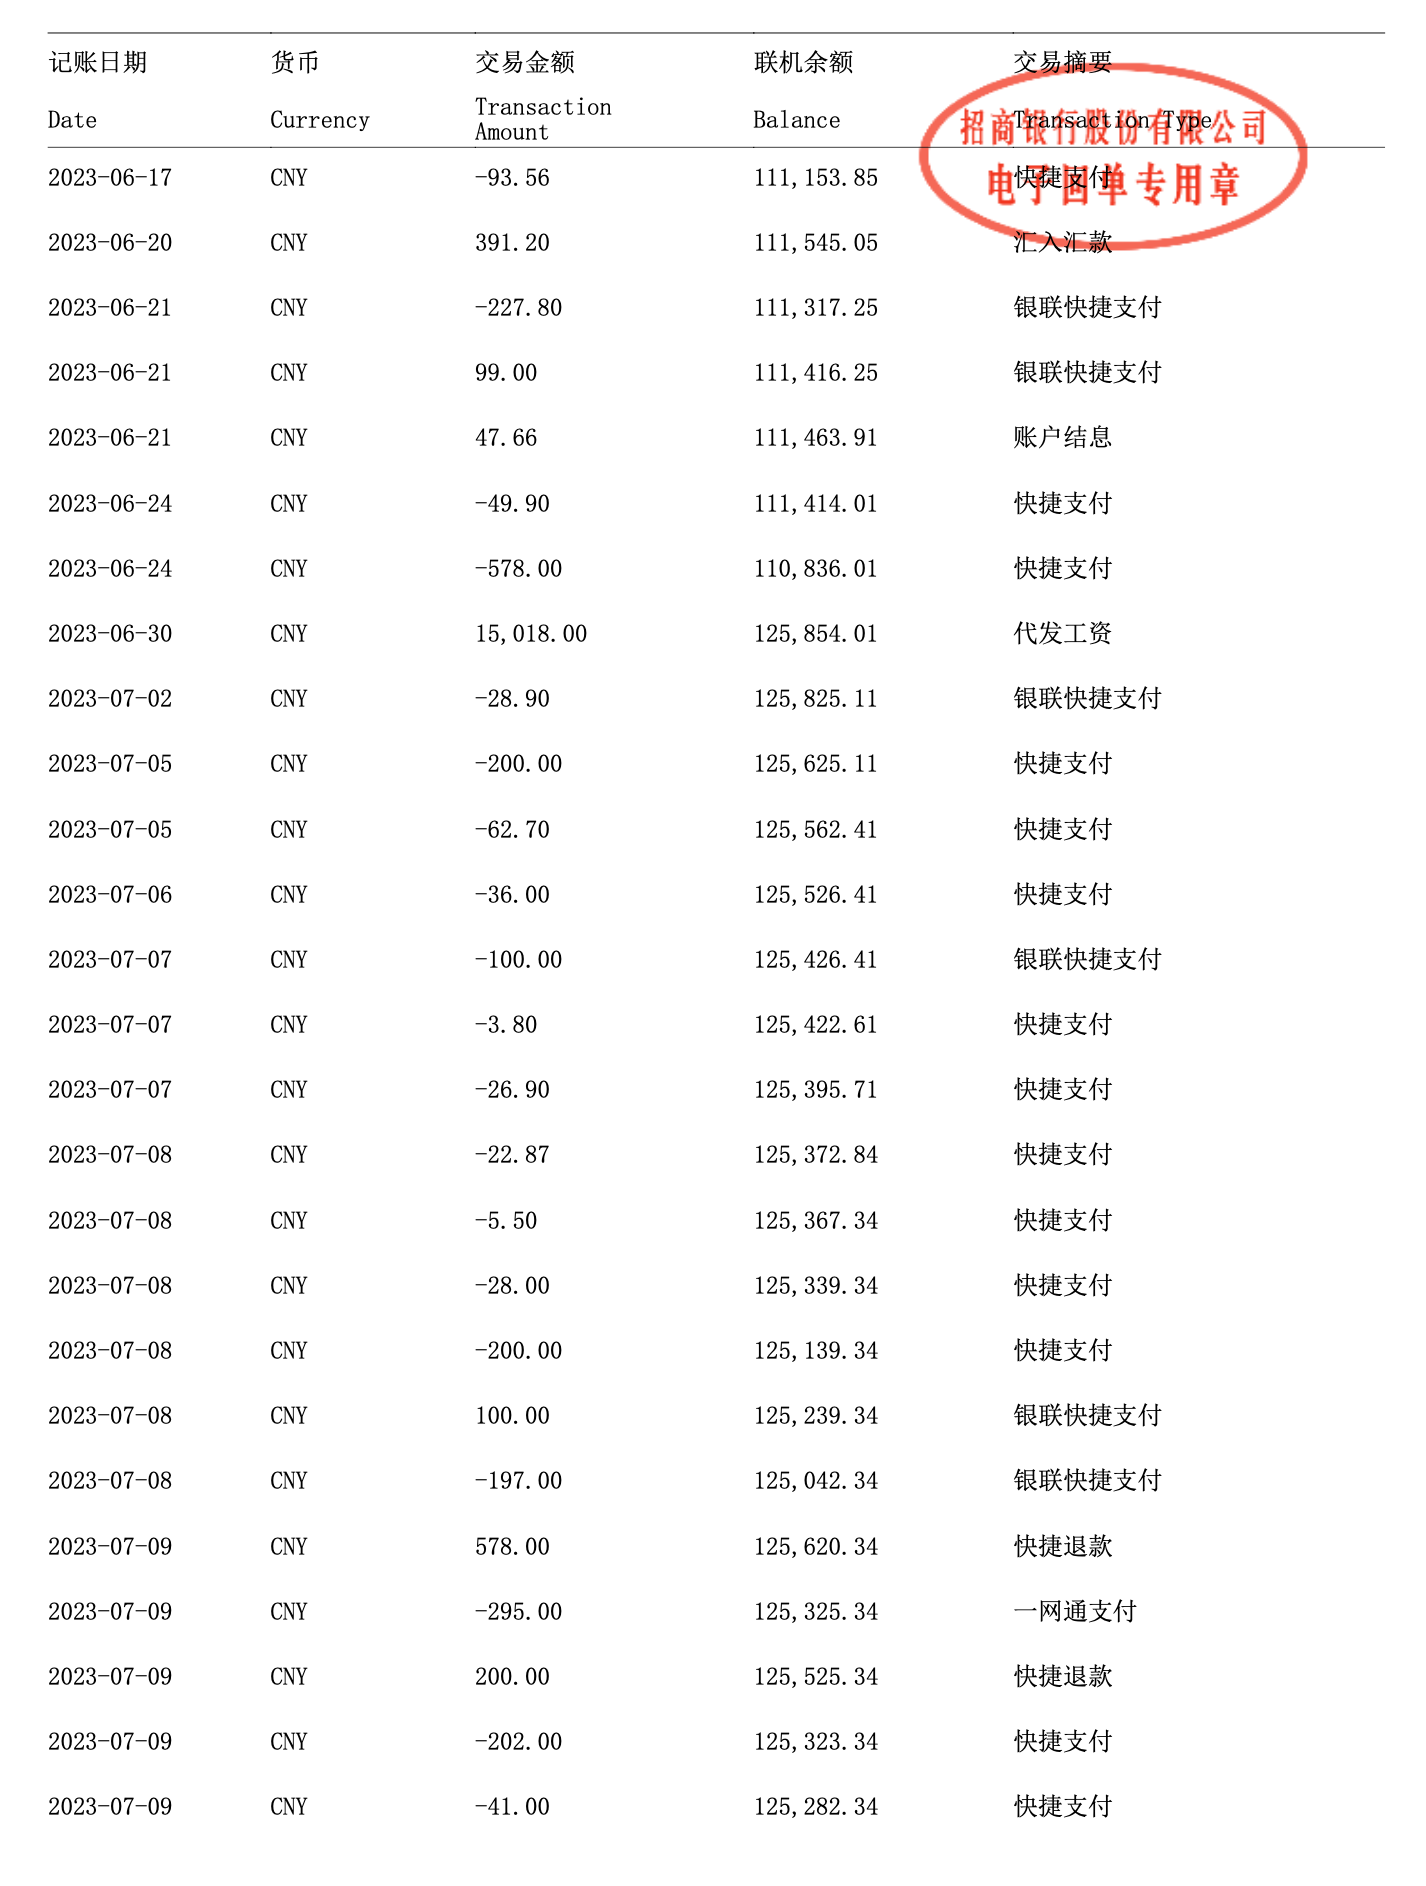 记账日期 货币 交易金额 联机余额 交易摘要
Date Currency Transaction Amount Balance Transaction Type
招商银行股份有限公司
电子回单专用章
2023-06-17 CNY -93.56 111,153.85 快捷支付
2023-06-20 CNY 391.20 111,545.05 汇入汇款
2023-06-21 CNY -227.80 111,317.25 银联快捷支付
2023-06-21 CNY 99.00 111,416.25 银联快捷支付
2023-06-21 CNY 47.66 111,463.91 账户结息
2023-06-24 CNY -49.90 111,414.01 快捷支付
2023-06-24 CNY -578.00 110,836.01 快捷支付
2023-06-30 CNY 15,018.00 125,854.01 代发工资
2023-07-02 CNY -28.90 125,825.11 银联快捷支付
2023-07-05 CNY -200.00 125,625.11 快捷支付
2023-07-05 CNY -62.70 125,562.41 快捷支付
2023-07-06 CNY -36.00 125,526.41 快捷支付
2023-07-07 CNY -100.00 125,426.41 银联快捷支付
2023-07-07 CNY -3.80 125,422.61 快捷支付
2023-07-07 CNY -26.90 125,395.71 快捷支付
2023-07-08 CNY -22.87 125,372.84 快捷支付
2023-07-08 CNY -5.50 125,367.34 快捷支付
2023-07-08 CNY -28.00 125,339.34 快捷支付
2023-07-08 CNY -200.00 125,139.34 快捷支付
2023-07-08 CNY 100.00 125,239.34 银联快捷支付
2023-07-08 CNY -197.00 125,042.34 银联快捷支付
2023-07-09 CNY 578.00 125,620.34 快捷退款
2023-07-09 CNY -295.00 125,325.34 一网通支付
2023-07-09 CNY 200.00 125,525.34 快捷退款
2023-07-09 CNY -202.00 125,323.34 快捷支付
2023-07-09 CNY -41.00 125,282.34 快捷支付